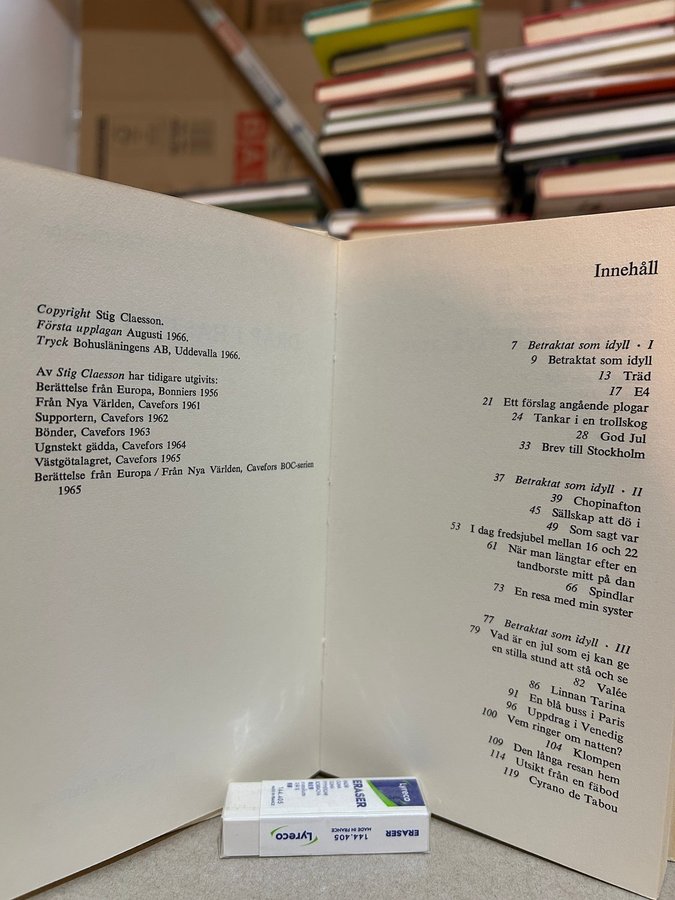 Copyright Stig Claesson.
Första upplagan Augusti 1966.
Tryck Bohusläningens AB, Uddevalla 1966.
Av Stig Claesson har tidigare utgivits:
Berättelse från Europa, Bonniers 1956
Från Nya Världen, Cavefors 1961
Supportern, Cavefors 1962
Bönder, Cavefors 1963
Ugnstekt gädda, Cavefors 1964
Västgötalagret, Cavefors 1965
Berättelse från Europa / Från Nya Världen, Cavefors BOC-serien
1965
Innehåll
7 Betraktat som idyll · I
9 Betraktat som idyll
13 Träd
17 E4
21 Ett förslag angående plogar
24 Tankar i en trollskog
28 God Jul
33 Brev till Stockholm
37 Betraktat som idyll · II
39 Chopinafton
45 Sällskap att dö i
49 Som sagt var
53 I dag fredsjubel mellan 16 och 22
61 När man längtar efter en
tandborste mitt på dan
66 Spindlar
73 En resa med min syster
77 Betraktat som idyll · III
79 Vad är en jul som ej kan ge
en stilla stund att stå och se
82 Valée
86 Linnan Tarina
91 En blå buss i Paris
96 Uppdrag i Venedig
100 Vem ringer om natten?
104 Klompen
109 Den långa resan hem
114 Utsikt från en fäbod
119 Cyrano de Tabou
BA
Lyreco
ERASER
144.405
MADE IN FRANCE
ERASER
144.405
MADE IN FRANCE
Lyreco